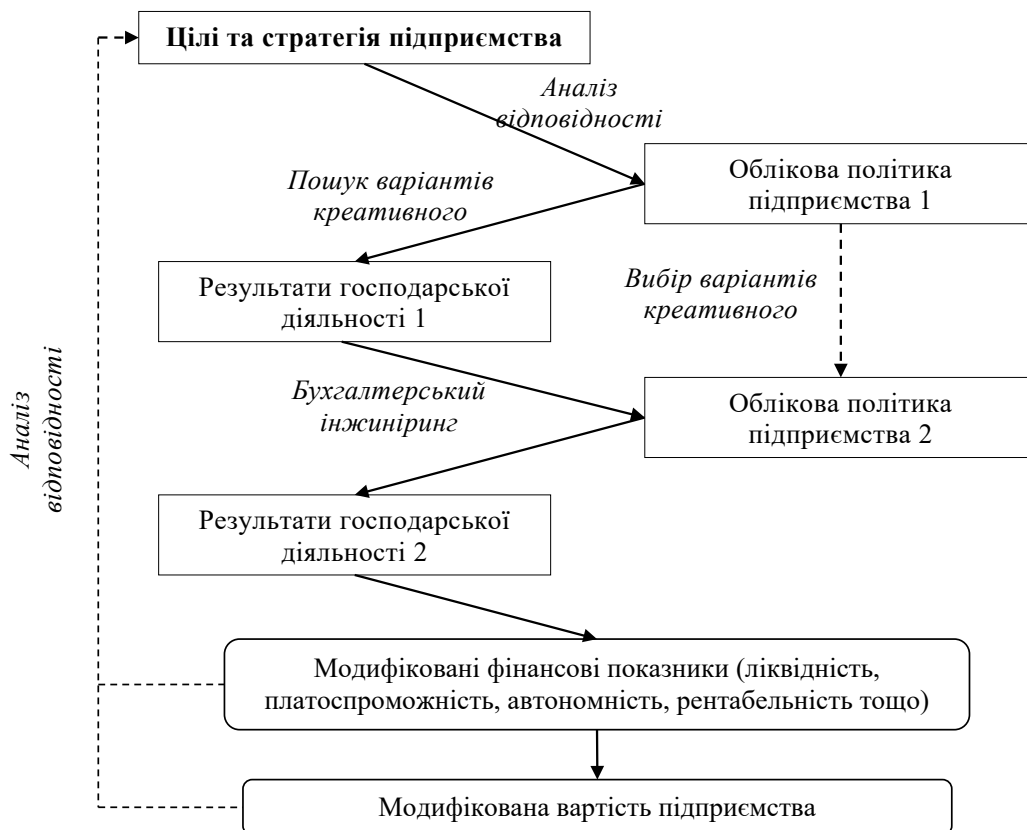 Цілі та стратегія підприємства
Аналіз
відповідності
Облікова політика
підприємства 1
Пошук варіантів
креативного
Результати господарської
діяльності 1
Вибір варіантів
креативного
Бухгалтерський
інжиніринг
Облікова політика
підприємства 2
Аналіз
відповідності
Результати господарської
діяльності 2
Модифіковані фінансові показники (ліквідність,
платоспроможність, автономність, рентабельність тощо)
Модифікована вартість підприємства